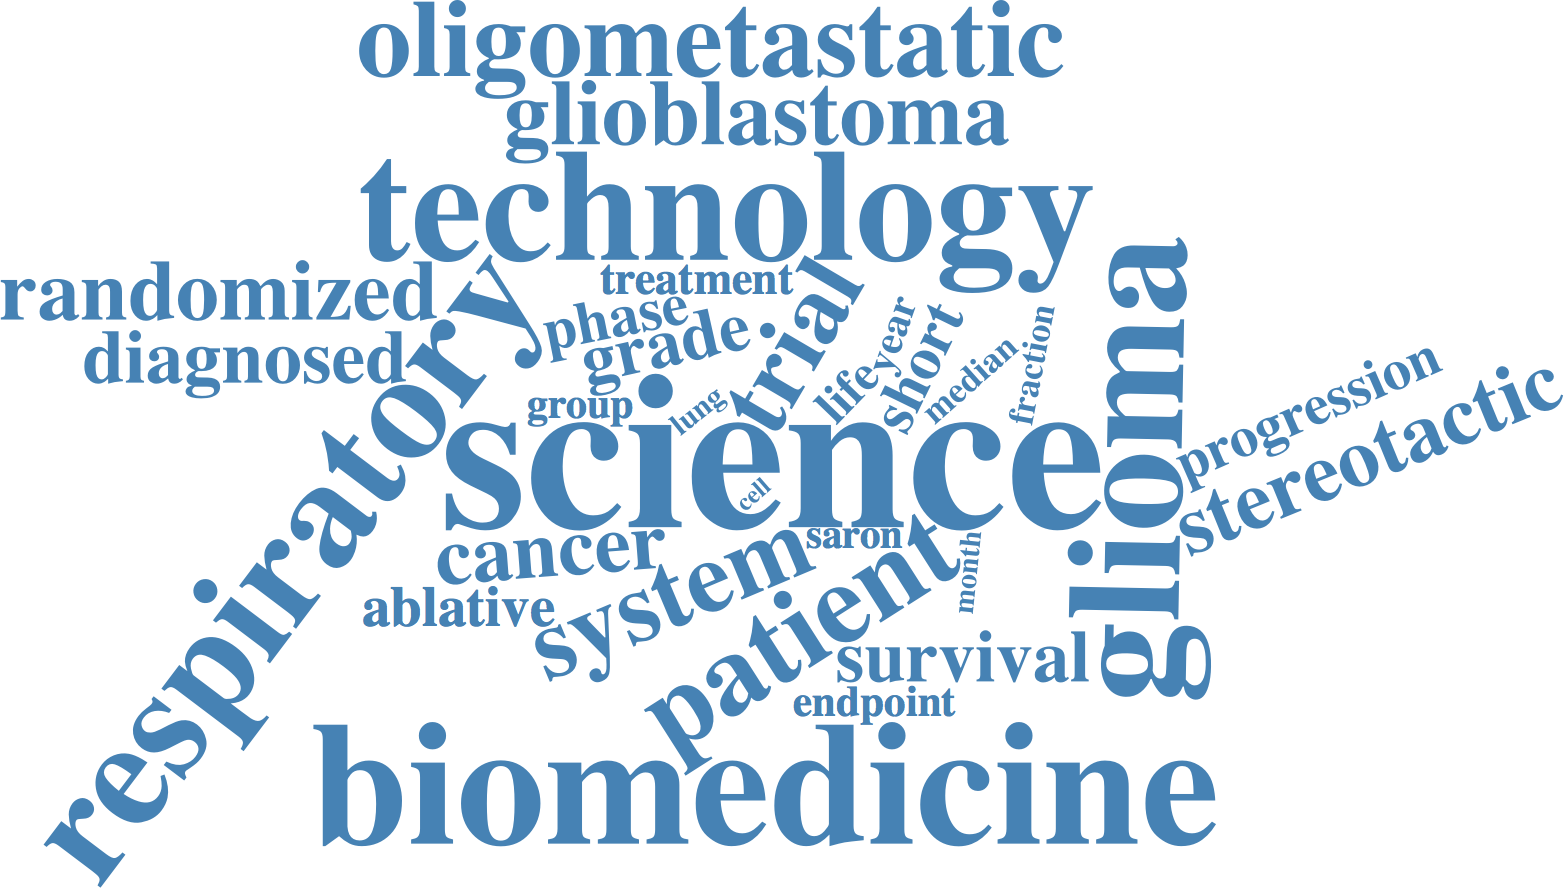 oligometastatic
glioblastoma
technology
randomized
treatment
phase
grade
trial
diagnosed
respiratory
life
year
short
median
fraction
glioma
progression
stereotactic
group
lung
science
cell
cancer
system
saron
month
ablative
patient
survival
endpoint
biomedicine